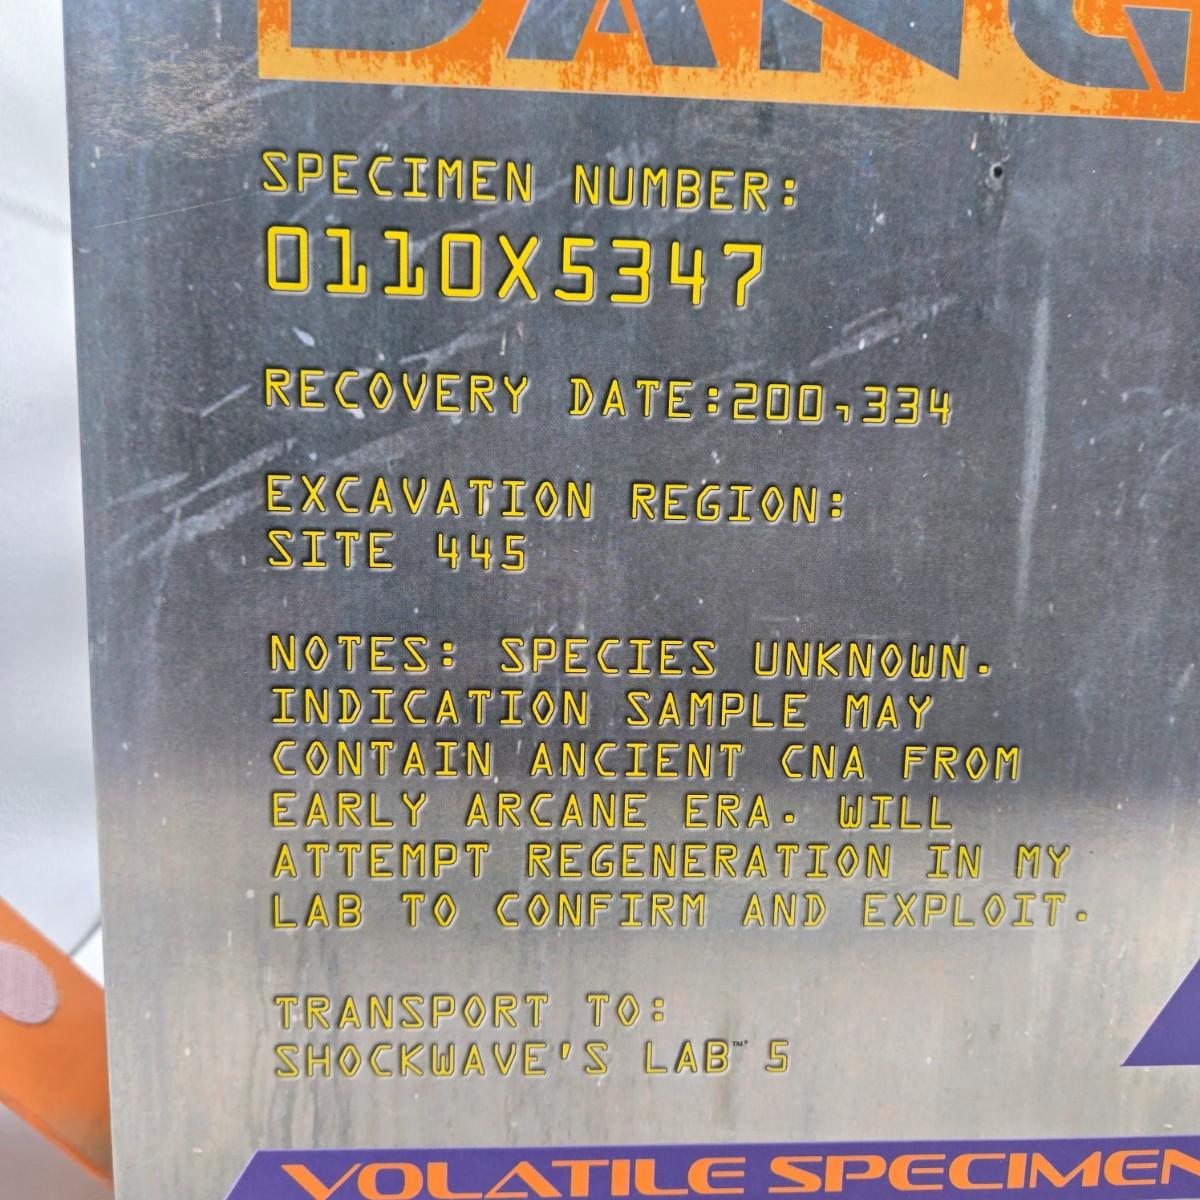 DANG
SPECIMEN NUMBER:
0110X5347
RECOVERY DATE:200,334
EXCAVATION REGION:
SITE 445
NOTES: SPECIES UNKNOWN.
INDICATION SAMPLE MAY
CONTAIN ANCIENT CNA FROM
EARLY ARCANE ERA. WILL
ATTEMPT REGENERATION IN MY
LAB TO CONFIRM AND EXPLOIT.
TRANSPORT TO:
SHOCKWAVE'S LAB™ 5
VOLATILE SPECIMEN